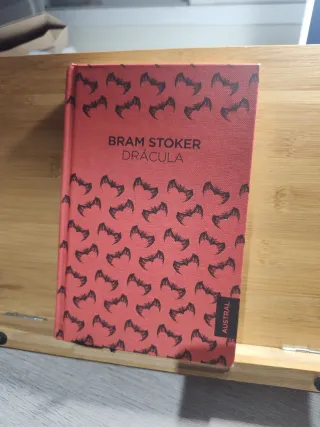 BRAM STOKER
DRÁCULA
AUSTRAL